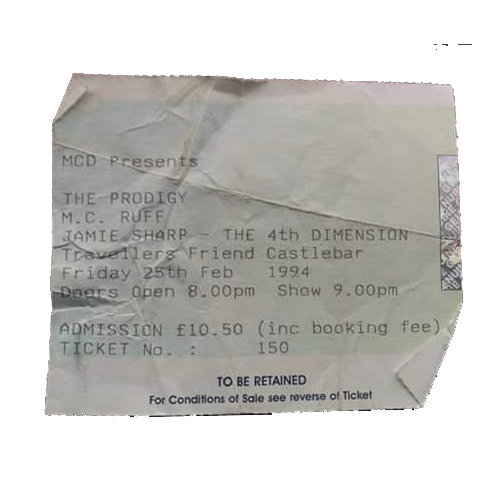 MCD Presents
THE PRODIGY
M.C. RUFF
JAMIE SHARP - THE 4th DIMENSION
Travellers Friend Castlebar
Friday 25th Feb 1994
Doors Open 8.00pm Show 9.00pm
ADMISSION £10.50 (inc booking fee)
TICKET No. : 150
TO BE RETAINED
For Conditions of Sale see reverse of Ticket